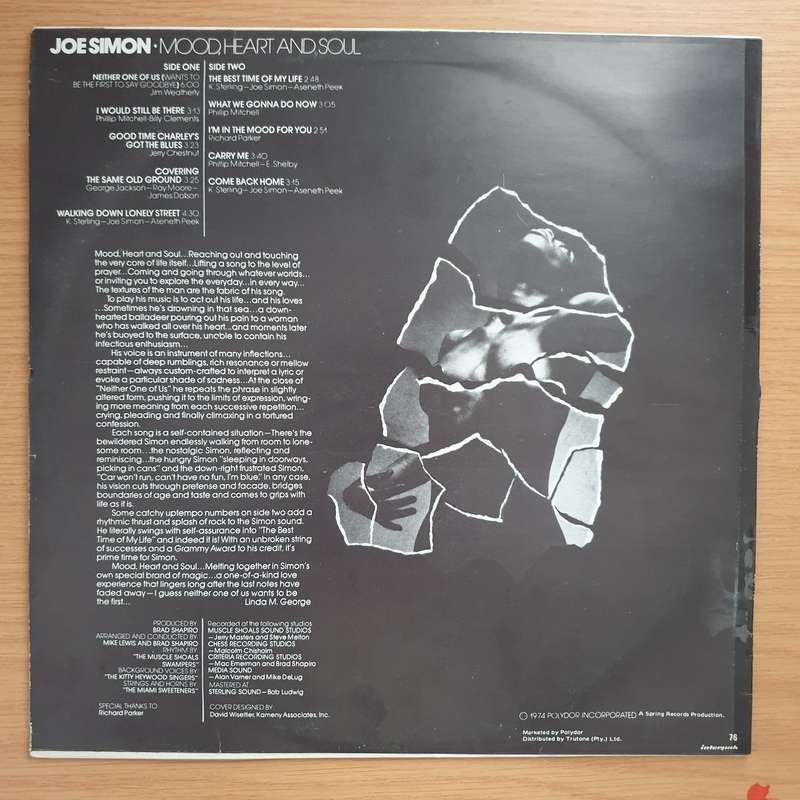 JOE SIMON • MOOD, HEART AND SOUL
SIDE ONE
NEITHER ONE OF US (WANTS TO
BE THE FIRST TO SAY GOODBYE) 6:00
Jim Weatherly
I WOULD STILL BE THERE 3:13
Phillip Mitchell-Billy Clements
GOOD TIME CHARLEY'S
GOT THE BLUES 3:23
Jerry Chestnut
COVERING
THE SAME OLD GROUND 3:25
George Jackson—Ray Moore—
James Dotson
WALKING DOWN LONELY STREET 4:30
K. Sterling—Joe Simon—Aseneth Peek
SIDE TWO
THE BEST TIME OF MY LIFE 2:48
K. Sterling—Joe Simon—Aseneth Peek
WHAT WE GONNA DO NOW 3:05
Phillip Mitchell
I'M IN THE MOOD FOR YOU 2:51
Richard Parker
CARRY ME 3:40
Phillip Mitchell—E. Shelby
COME BACK HOME 3:15
K. Sterling—Joe Simon—Aseneth Peek
Mood, Heart and Soul...Reaching out and touching
the very core of life itself...Lifting a song to the level of
prayer...Coming and going through whatever worlds...
or inviting you to explore the everyday...in every way...
The textures of the man are the fabric of his song.
To play his music is to act out his life...and his loves
...Sometimes he's drowning in that sea...a down-
hearted balladeer pouring out his pain to a woman
who has walked all over his heart...and moments later
he's buoyed to the surface, unable to contain his
infectious enthusiasm...
His voice is an instrument of many inflections...
capable of deep rumblings, rich resonance or mellow
restraint—always custom-crafted to interpret a lyric or
evoke a particular shade of sadness...At the close of
"Neither One of Us" he repeats the phrase in slightly
altered form, pushing it to the limits of expression, wring-
ing more meaning from each successive repetition...
crying, pleading and finally climaxing in a tortured
confession.
Each song is a self-contained situation—There's the
bewildered Simon endlessly walking from room to lone-
some room...the nostalgic Simon, reflecting and
reminiscing...the hungry Simon "sleeping in doorways,
picking in cans" and the down-right frustrated Simon,
"Car won't run, can't have no fun, I'm blue." In any case,
his vision cuts through pretense and facade, bridges
boundaries of age and taste and comes to grips with
life as it is.
Some catchy uptempo numbers on side two add a
rhythmic thrust and splash of rock to the Simon sound.
He literally swings with self-assurance into "The Best
Time of My Life" and indeed it is! With an unbroken string
of successes and a Grammy Award to his credit, it's
prime time for Simon.
Mood, Heart and Soul...Melting together in Simon's
own special brand of magic...a one-of-a-kind love
experience that lingers long after the last notes have
faded away—I guess neither one of us wants to be
the first... Linda M. George
PRODUCED BY
BRAD SHAPIRO
ARRANGED AND CONDUCTED BY
MIKE LEWIS AND BRAD SHAPIRO
RHYTHM BY
"THE MUSCLE SHOALS
SWAMPERS"
BACKGROUND VOICES BY
"THE KITTY HEYWOOD SINGERS"
STRINGS AND HORNS BY
"THE MIAMI SWEETENERS"
SPECIAL THANKS TO
Richard Parker
Recorded at the following studios
MUSCLE SHOALS SOUND STUDIOS
—Jerry Masters and Steve Melton
CHESS RECORDING STUDIOS
—Malcolm Chisholm
CRITERIA RECORDING STUDIOS
—Mac Emerman and Brad Shapiro
MEDIA SOUND
—Alan Varner and Mike DeLug
MASTERED AT
STERLING SOUND—Bob Ludwig
COVER DESIGNED BY:
David Wiseltier, Kameny Associates, Inc.
Ⓒ 1974 POLYDOR INCORPORATED A Spring Records Production.
Marketed by Polydor
Distributed by Trutone (Pty.) Ltd.
76